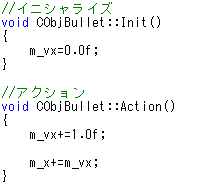 //イニシャライズ
void CObjBullet::Init()
{
m_vx=0.0f;
}
//アクション
void CObjBullet::Action()
{
m_vx+=1.0f;
m_x+=m_vx;
}